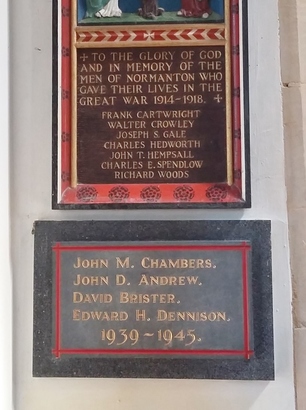 ✢ TO THE GLORY OF GOD
AND IN MEMORY OF THE
MEN OF NORMANTON WHO
GAVE THEIR LIVES IN THE
GREAT WAR 1914-1918. ✢
FRANK CARTWRIGHT
WALTER CROWLEY
JOSEPH S. GALE
CHARLES HEDWORTH
JOHN T. HEMPSALL
CHARLES E. SPENDLOW
RICHARD WOODS
JOHN M. CHAMBERS.
JOHN D. ANDREW.
DAVID BRISTER.
EDWARD H. DENNISON.
1939~1945.